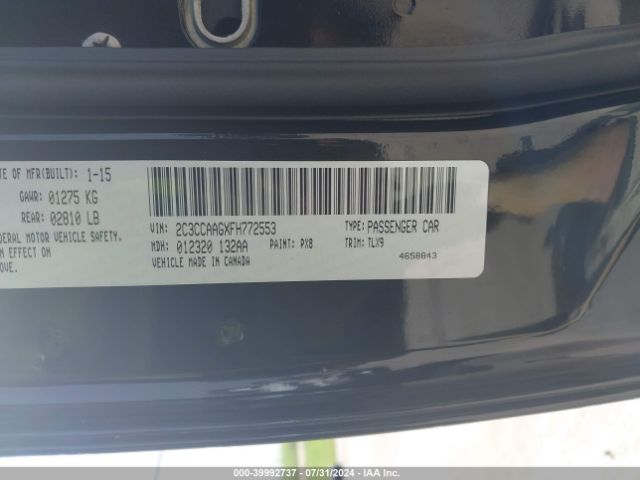 TE OF MFR(BUILT): 1-15
GAWR: 01275 KG
REAR: 02810 LB
DERAL MOTOR VEHICLE SAFETY.
N EFFECT ON
OVE.
VIN: 2C3CCAAGXFH772553
TYPE: PASSENGER CAR
MDH: 012320 132AA
PAINT: PX8
TRIM: TLX9
VEHICLE MADE IN CANADA
4658843
000-39992737 07/31/2024 IAA Inc.